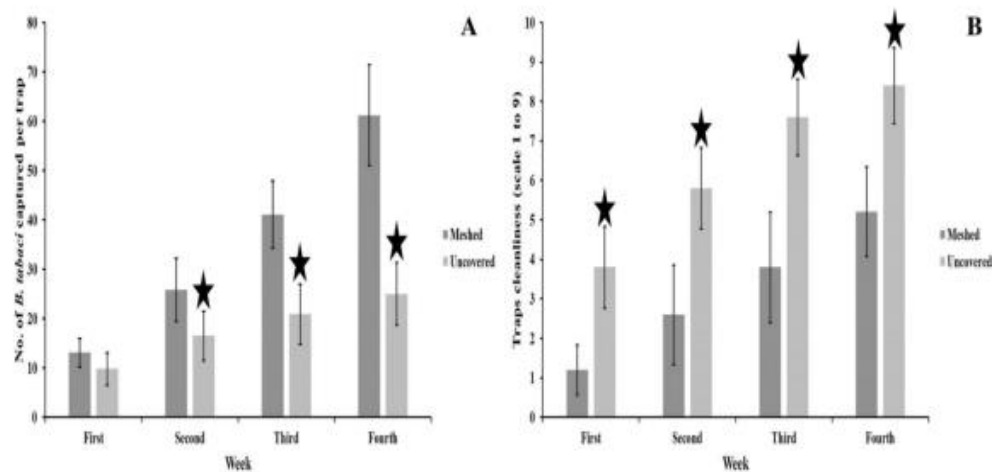 A
No. of B. tabaci captured per trap
80
70
60
50
40
30
20
10
0
First Second Third Fourth
Week
Meshed
Uncovered
B
Traps cleanliness (scale 1 to 9)
10
9
8
7
6
5
4
3
2
1
0
First Second Third Fourth
Week
Meshed
Uncovered